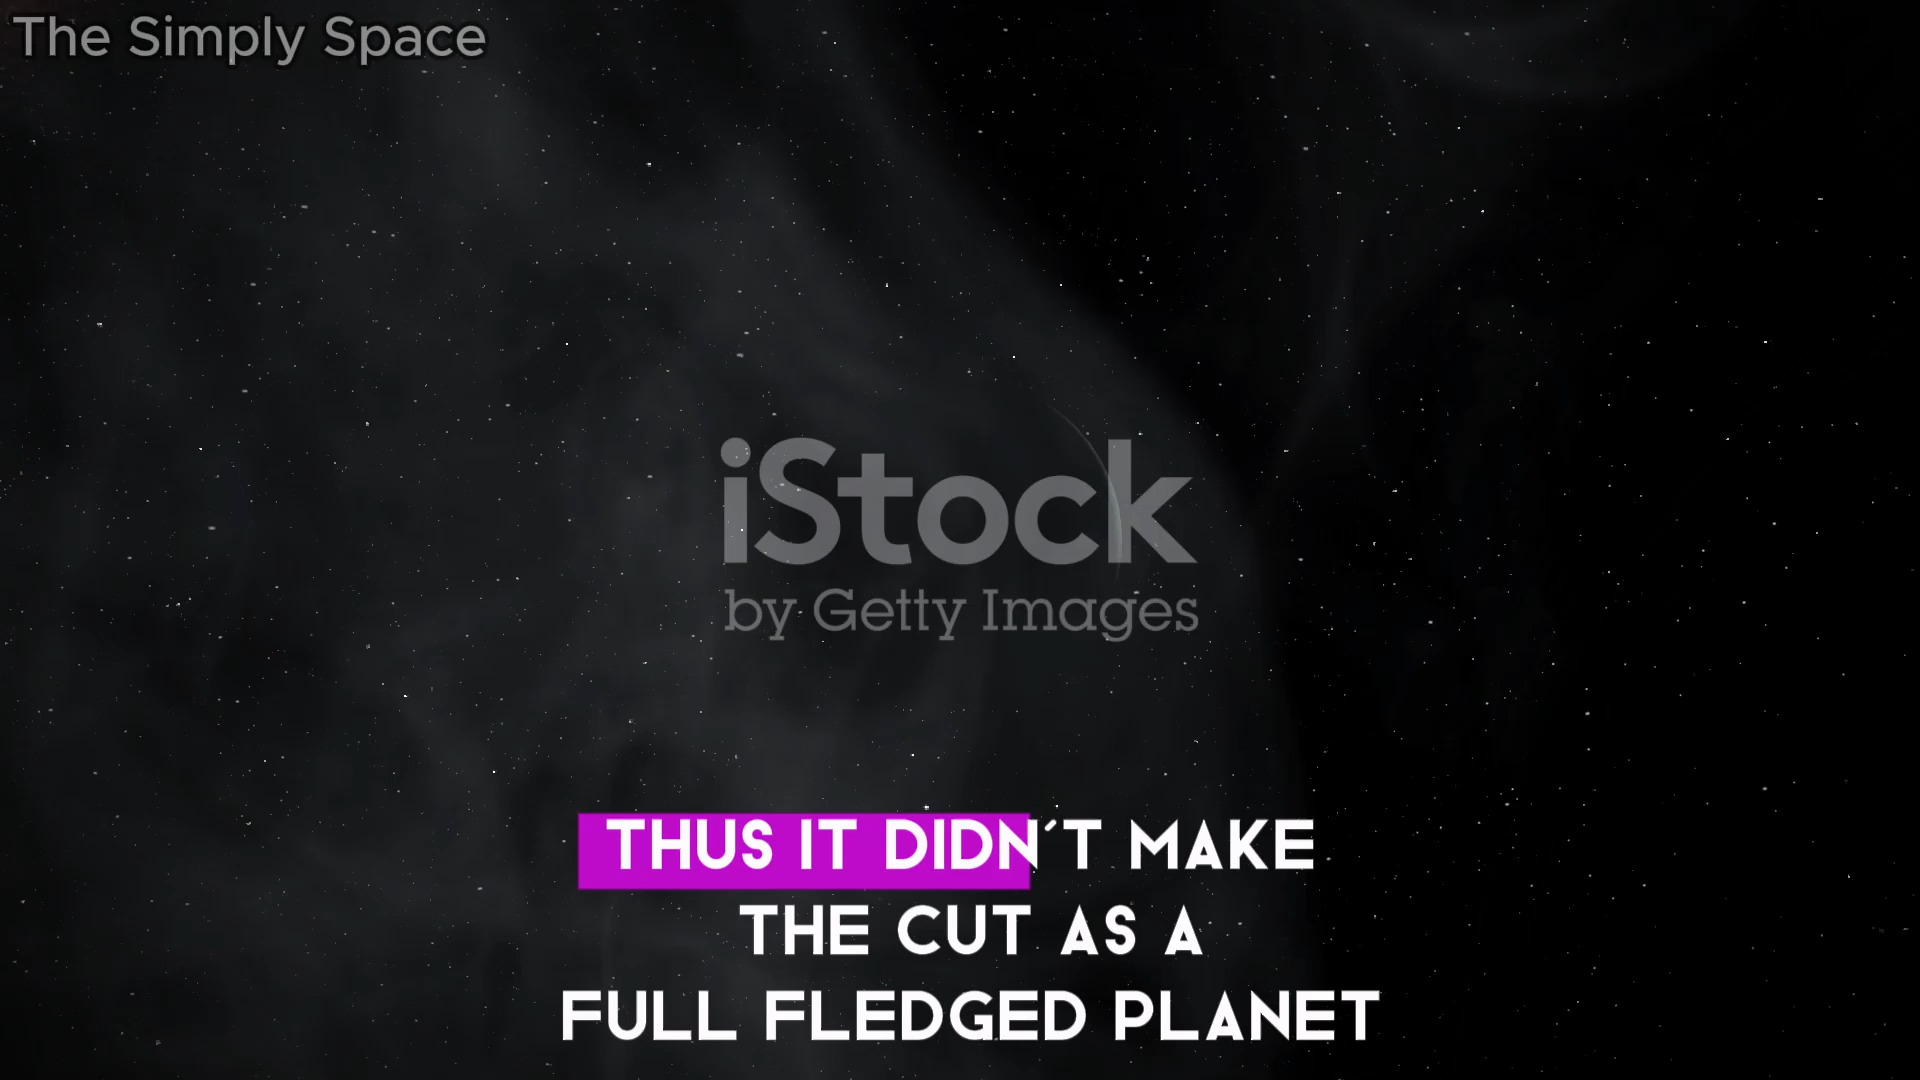 The Simply Space
iStock
by Getty Images
THUS IT DIDN'T MAKE
THE CUT AS A
FULL FLEDGED PLANET